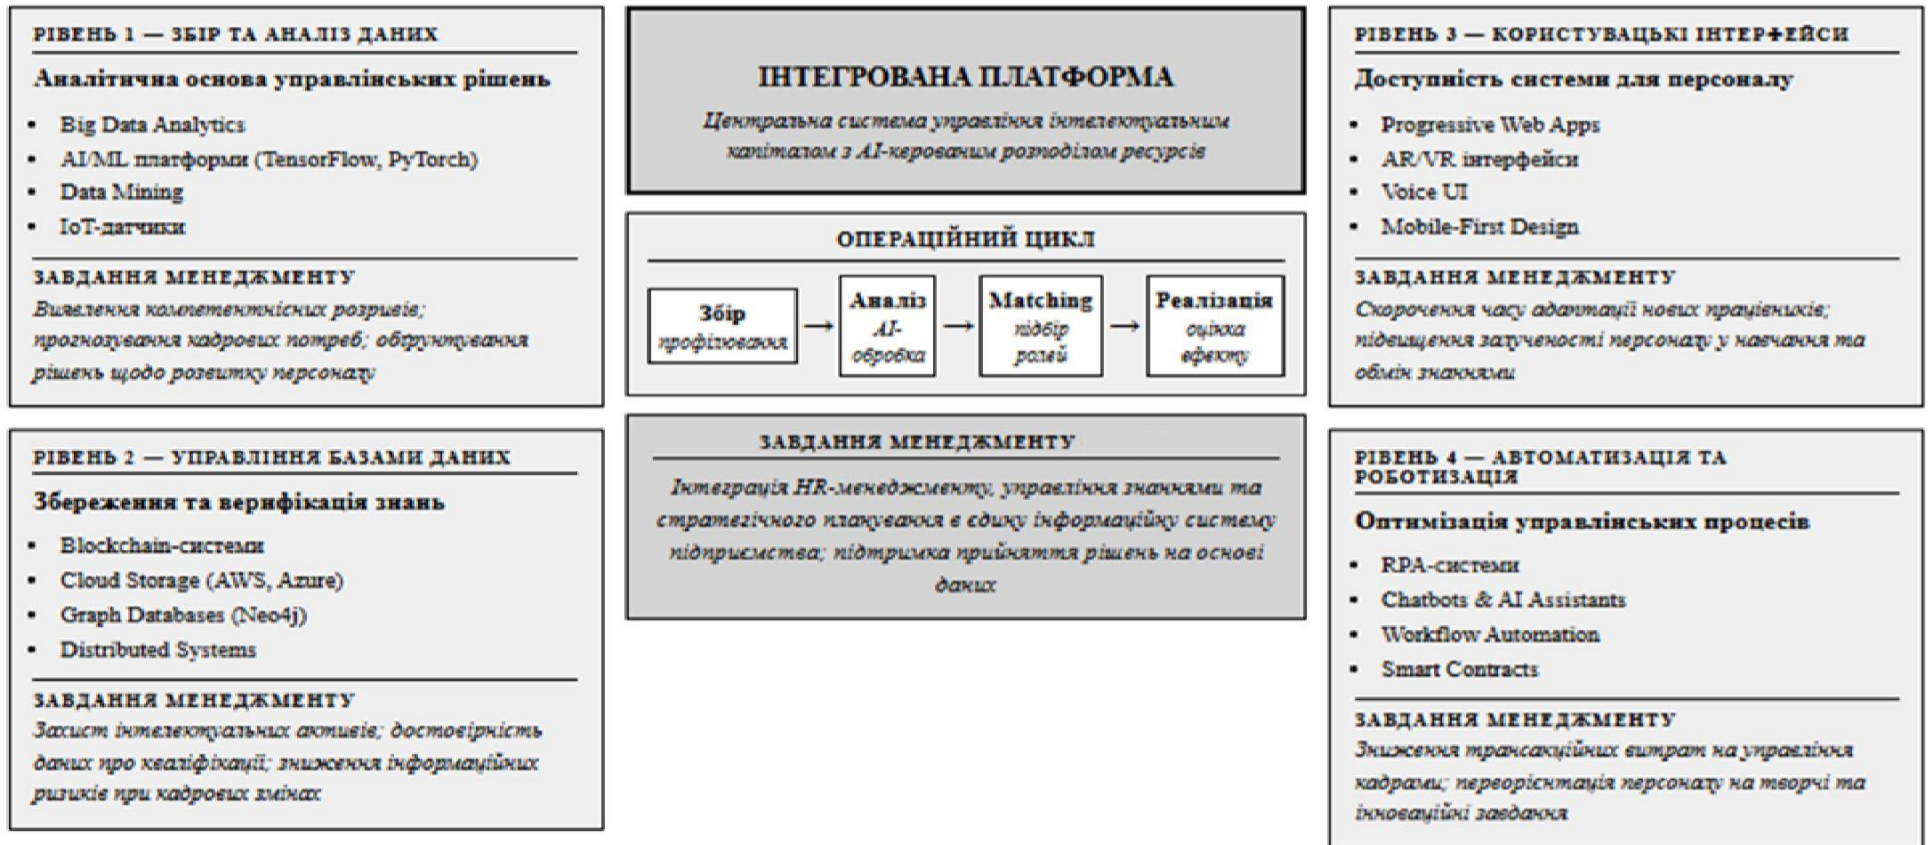 РІВЕНЬ 1 — ЗБІР ТА АНАЛІЗ ДАНИХ
Аналітична основа управлінських рішень
▪ Big Data Analytics
▪ AI/ML платформи (TensorFlow, PyTorch)
▪ Data Mining
▪ IoT-датчики
ЗАВДАННЯ МЕНЕДЖМЕНТУ
Виявлення компетентнісних розривів;
прогнозування кадрових потреб; обґрунтування
рішень щодо розвитку персоналу
РІВЕНЬ 2 — УПРАВЛІННЯ БАЗАМИ ДАНИХ
Збереження та верифікація знань
▪ Blockchain-системи
▪ Cloud Storage (AWS, Azure)
▪ Graph Databases (Neo4j)
▪ Distributed Systems
ЗАВДАННЯ МЕНЕДЖМЕНТУ
Захист інтелектуальних активів; достовірність
даних про кваліфікації; зниження інформаційних
ризиків при кадрових змінах
ІНТЕГРОВАНА ПЛАТФОРМА
Центральна система управління інтелектуальним
капіталом з AI-керованим розподілом ресурсів
ОПЕРАЦІЙНИЙ ЦИКЛ
Збір
профілювання
→
Аналіз
AI-
обробка
→
Matching
підбір
ролей
→
Реалізація
оцінка
ефекту
ЗАВДАННЯ МЕНЕДЖМЕНТУ
Інтеграція HR-менеджменту, управління знаннями та
стратегічного планування в єдину інформаційну систему
підприємства; підтримка прийняття рішень на основі
даних
РІВЕНЬ 3 — КОРИСТУВАЦЬКІ ІНТЕРФЕЙСИ
Доступність системи для персоналу
▪ Progressive Web Apps
▪ AR/VR інтерфейси
▪ Voice UI
▪ Mobile-First Design
ЗАВДАННЯ МЕНЕДЖМЕНТУ
Скорочення часу адаптації нових працівників;
підвищення залученості персоналу у навчання та
обмін знаннями
РІВЕНЬ 4 — АВТОМАТИЗАЦІЯ ТА
РОБОТИЗАЦІЯ
Оптимізація управлінських процесів
▪ RPA-системи
▪ Chatbots & AI Assistants
▪ Workflow Automation
▪ Smart Contracts
ЗАВДАННЯ МЕНЕДЖМЕНТУ
Зниження трансакційних витрат на управління
кадрами; переорієнтація персоналу на творчі та
інноваційні завдання